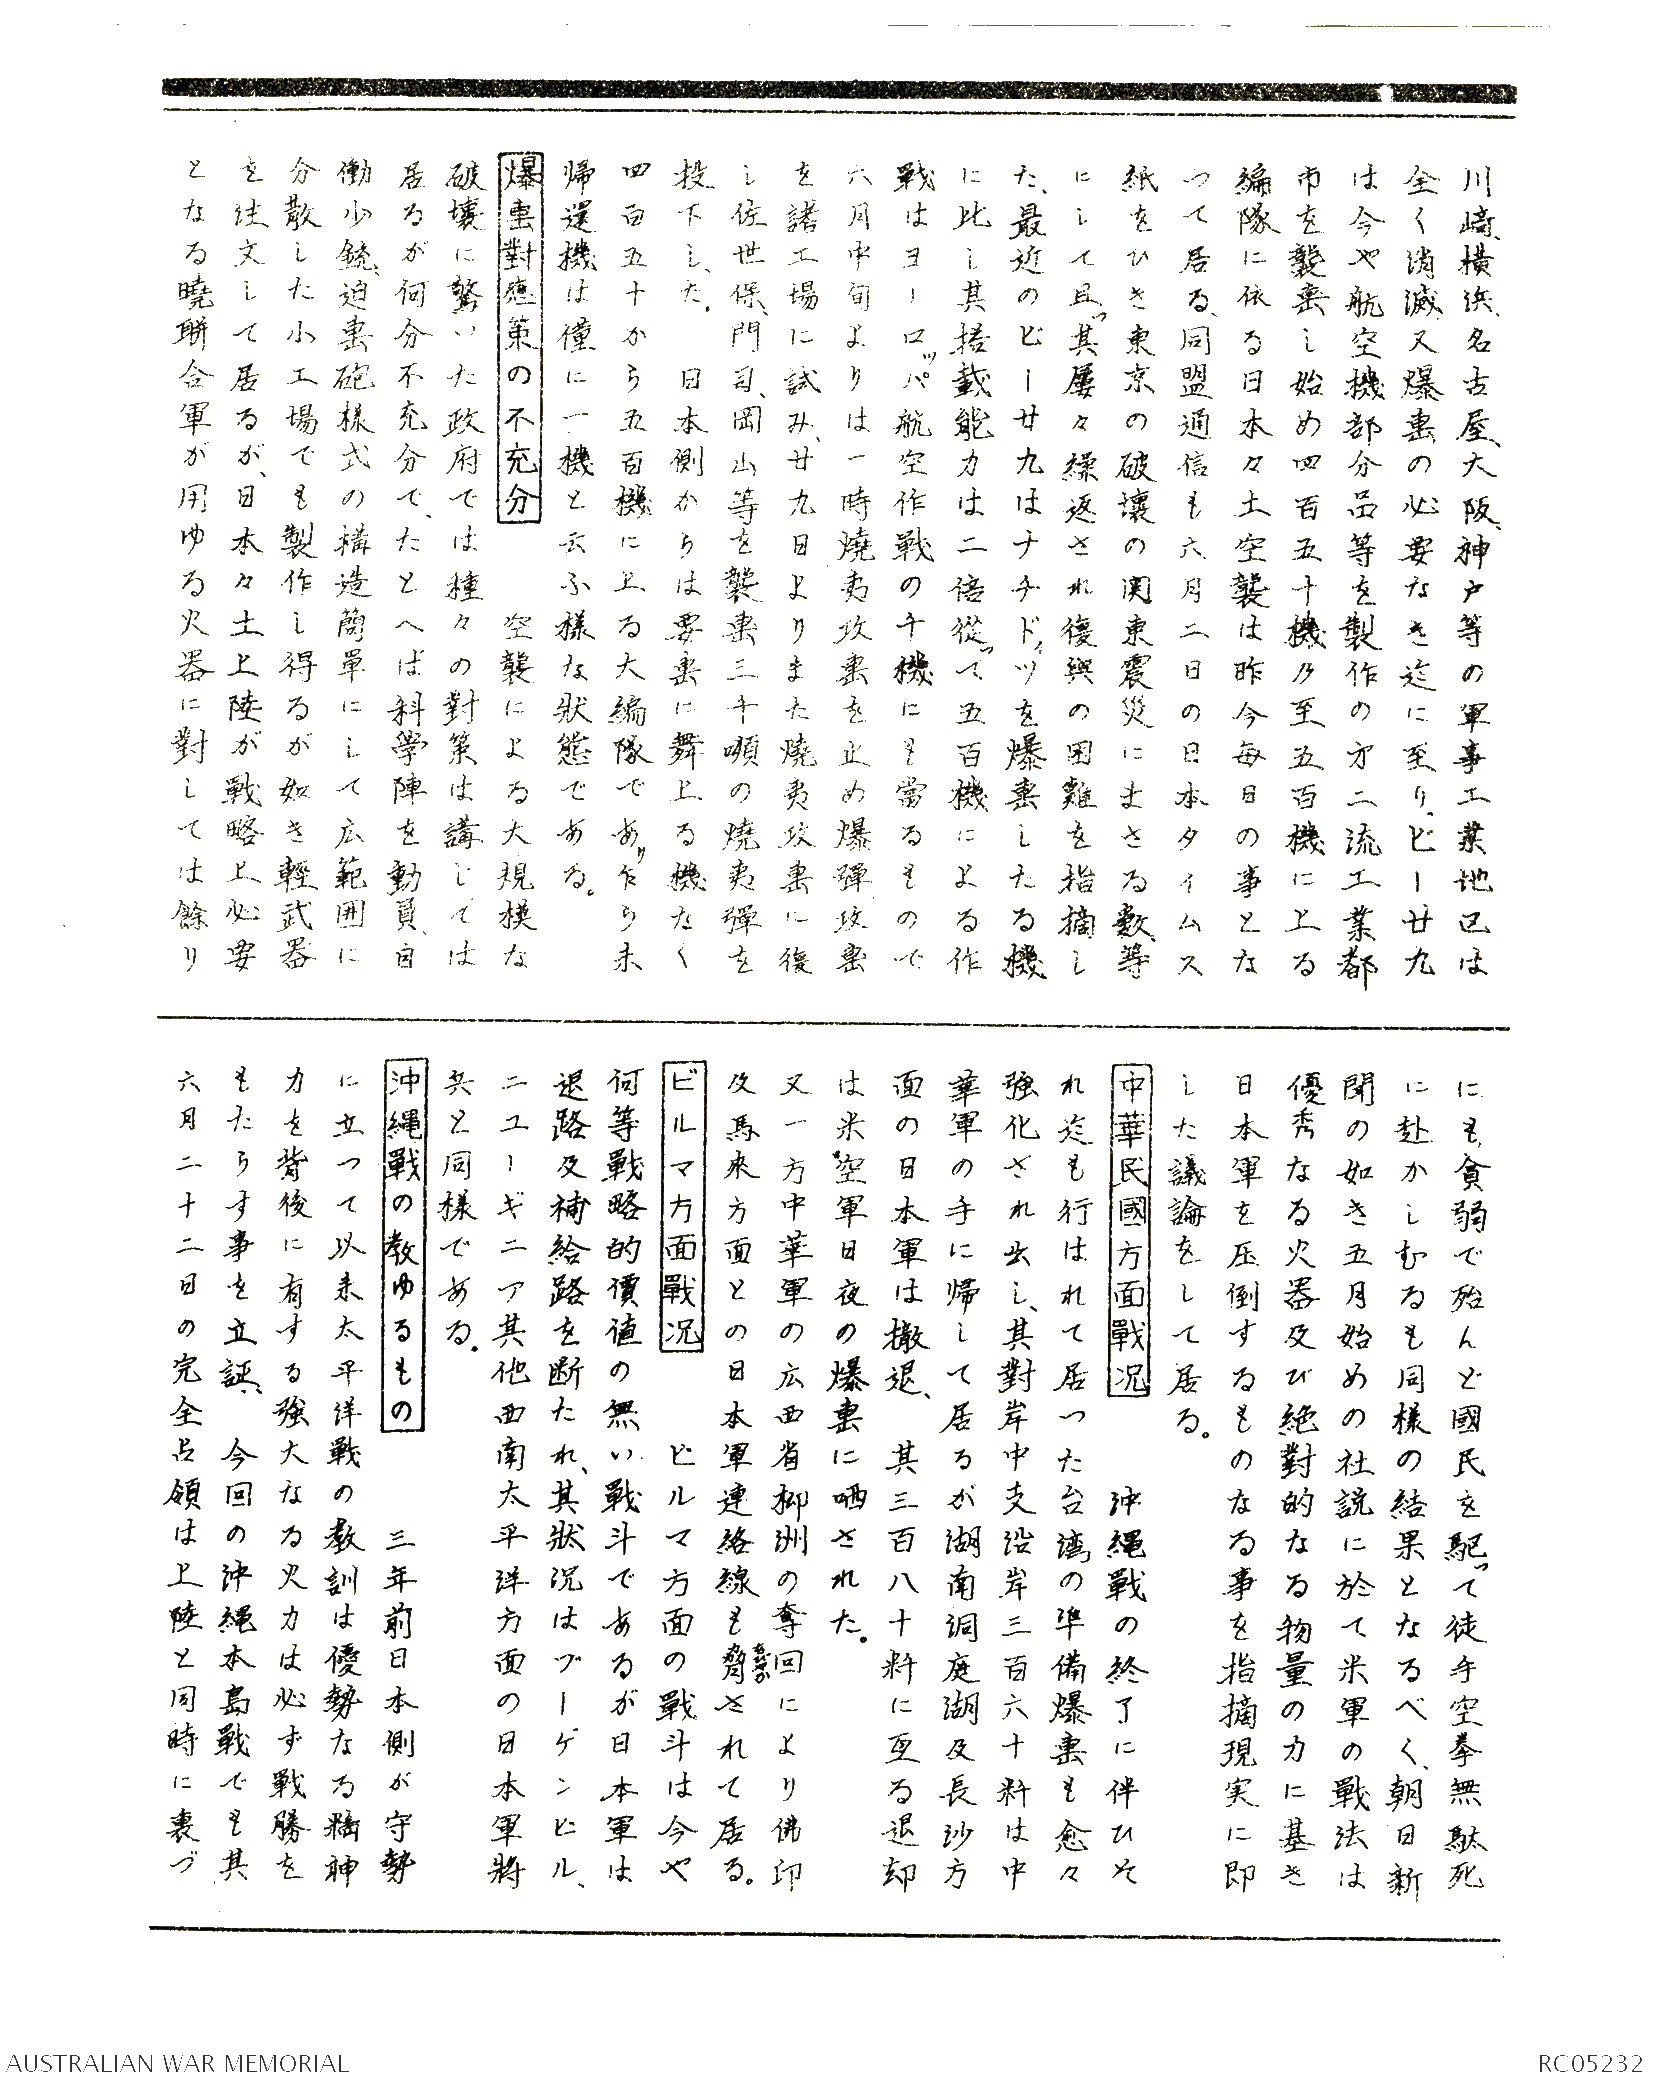 川崎、横浜、名古屋、大阪、神戸等の軍事工業地区は
全く消滅、又爆撃の必要なき迄に至り、ビー廿九
は今や航空機部分品等を製作の才二流工業都
市を襲撃し始め四百五十機乃至五百機に上る
編隊に依る日本々土空襲は昨今毎日の事とな
つて居る、同盟通信も六月二日の日本タイムス
紙をひき東京の破壊の関東震災にまさる数等
にして且つ其屡々繰返され復興の困難を指摘し
た、最近のビー廿九はナチドイツを爆撃したる機
に比し其搭載能力は二倍從つて五百機による作
戰はヨーロッパ航空作戰の千機にも當るもので
六月中旬よりは一時燒夷攻撃を止め爆彈攻撃
を諸工場に試み、廿九日よりまた燒夷攻撃に復
し佐世保、門司、岡山等を襲撃三千噸の燒夷彈を
投下した。日本側からは要撃に舞上る機なく
四百五十から五百機に上る大編隊であり乍ら未
帰還機は僅に一機と云ふ様な狀態である。
爆撃對應策の不充分　空襲による大規模な
破壊に驚いた政府では種々の對策は講じては
居るが何分不充分で、たとへば科學陣を動員、自
働少銃、迫撃砲様式の構造簡單にして広範囲に
分散した小工場でも製作し得るが如き輕武器
を注文して居るが、日本々土上陸が戰略上必要
となる曉聯合軍が用ゆる火器に對しては餘り
にも貧弱で殆んど國民を駆つて徒手空拳無駄死
に赴かしむるも同様の結果となるべく、朝日新
聞の如き五月始めの社説に於て米軍の戰法は
優秀なる火器及び絶對的なる物量の力に基き
日本軍を圧倒するものなる事を指摘現実に即
した議論をして居る。
中華民國方面戰況　沖縄戰の終了に伴ひそ
れ迄も行はれて居つた台湾の準備爆撃も愈々
強化され出し、其對岸中支沿岸三百六十粁は中
華軍の手に帰して居るが湖南洞庭湖及長沙方
面の日本軍は撤退、其三百八十粁に亙る退却
は米空軍日夜の爆撃に哂された。
又一方中華軍の広西省柳洲の奪回により佛印
及馬來方面との日本軍連絡線も脅かされて居る。
ビルマ方面戰況　ビルマ方面の戰斗は今や
何等戰略的價値の無い戰斗であるが日本軍は
退路及補給路を断たれ、其狀況はブーゲンビル、
ニューギニア其他西南太平洋方面の日本軍將
兵と同様である。
沖縄戰の教ゆるもの　三年前日本側が守勢
に立つて以来太平洋戰の教訓は優勢なる精神
力を背後に有する強大なる火力は必ず戰勝を
もたらす事を立証、今回の沖縄本島戰でも其
六月二十二日の完全占領は上陸と同時に裏づ
AUSTRALIAN WAR MEMORIAL
RC05232